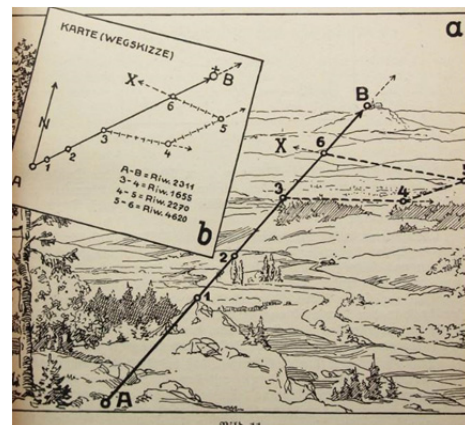 KARTE (WEGSKIZZE)
a
B
X
6
5
N
3
4
A
1
2
A-B = Riw. 2311
3-4 = Riw. 1655
4-5 = Riw. 2270
5-6 = Riw. 4620
b
B
6
X
3
4
2
1
A